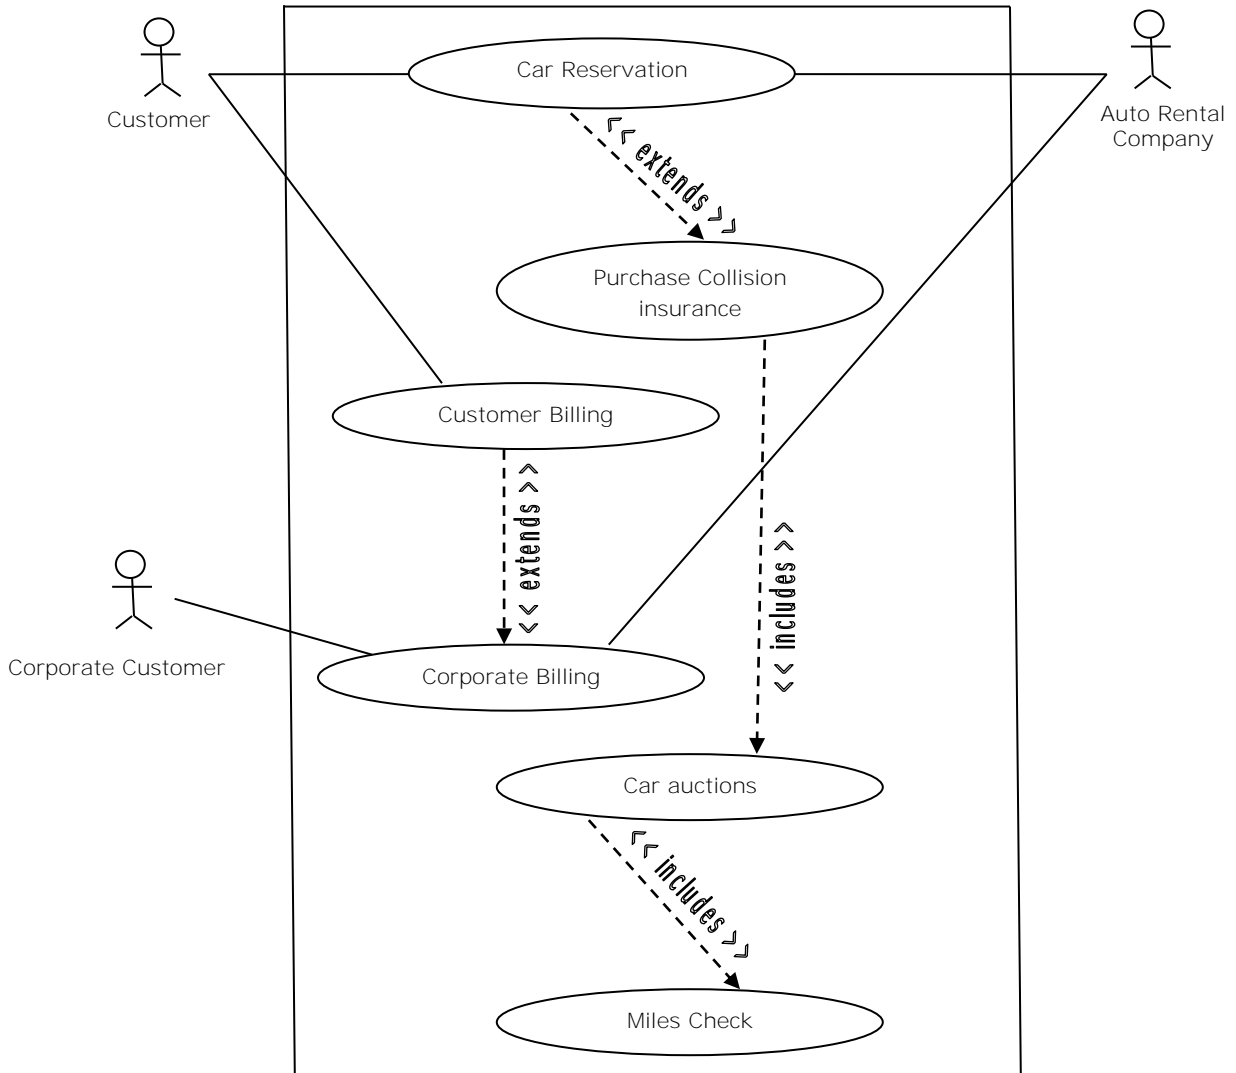 Car Reservation
Customer
Auto Rental
Company
<< extends >>
Purchase Collision
insurance
Customer Billing
<< extends >>
<< includes >>
Corporate Customer
Corporate Billing
Car auctions
<< includes >>
Miles Check